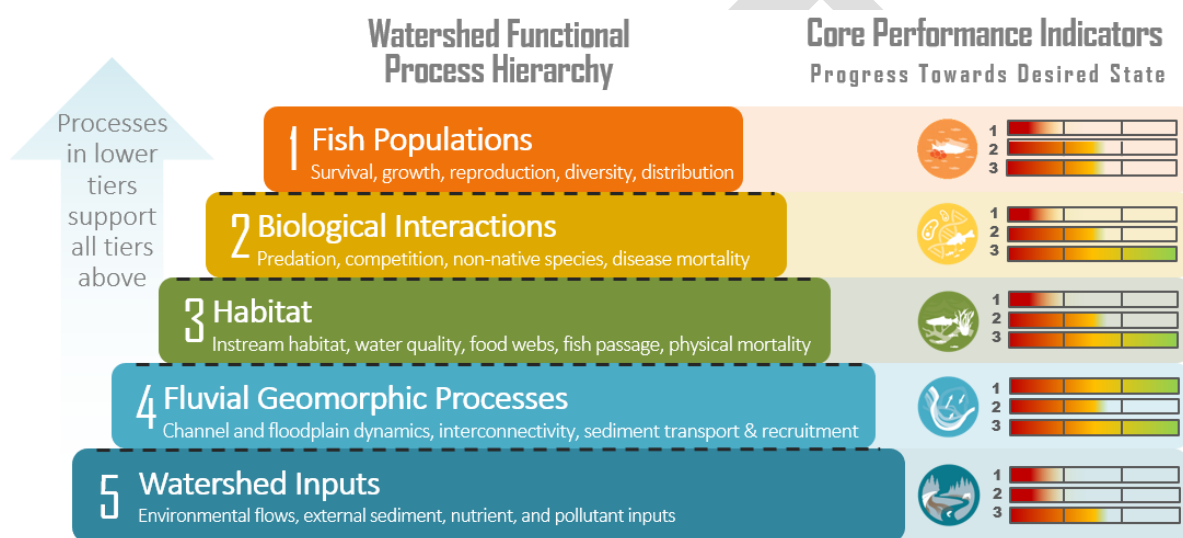 Watershed Functional
Process Hierarchy
Core Performance Indicators
Progress Towards Desired State
Processes
in lower
tiers
support
all tiers
above
1 Fish Populations
Survival, growth, reproduction, diversity, distribution
1
2
3
2 Biological Interactions
Predation, competition, non-native species, disease mortality
1
2
3
3 Habitat
Instream habitat, water quality, food webs, fish passage, physical mortality
1
2
3
4 Fluvial Geomorphic Processes
Channel and floodplain dynamics, interconnectivity, sediment transport & recruitment
1
2
3
5 Watershed Inputs
Environmental flows, external sediment, nutrient, and pollutant inputs
1
2
3